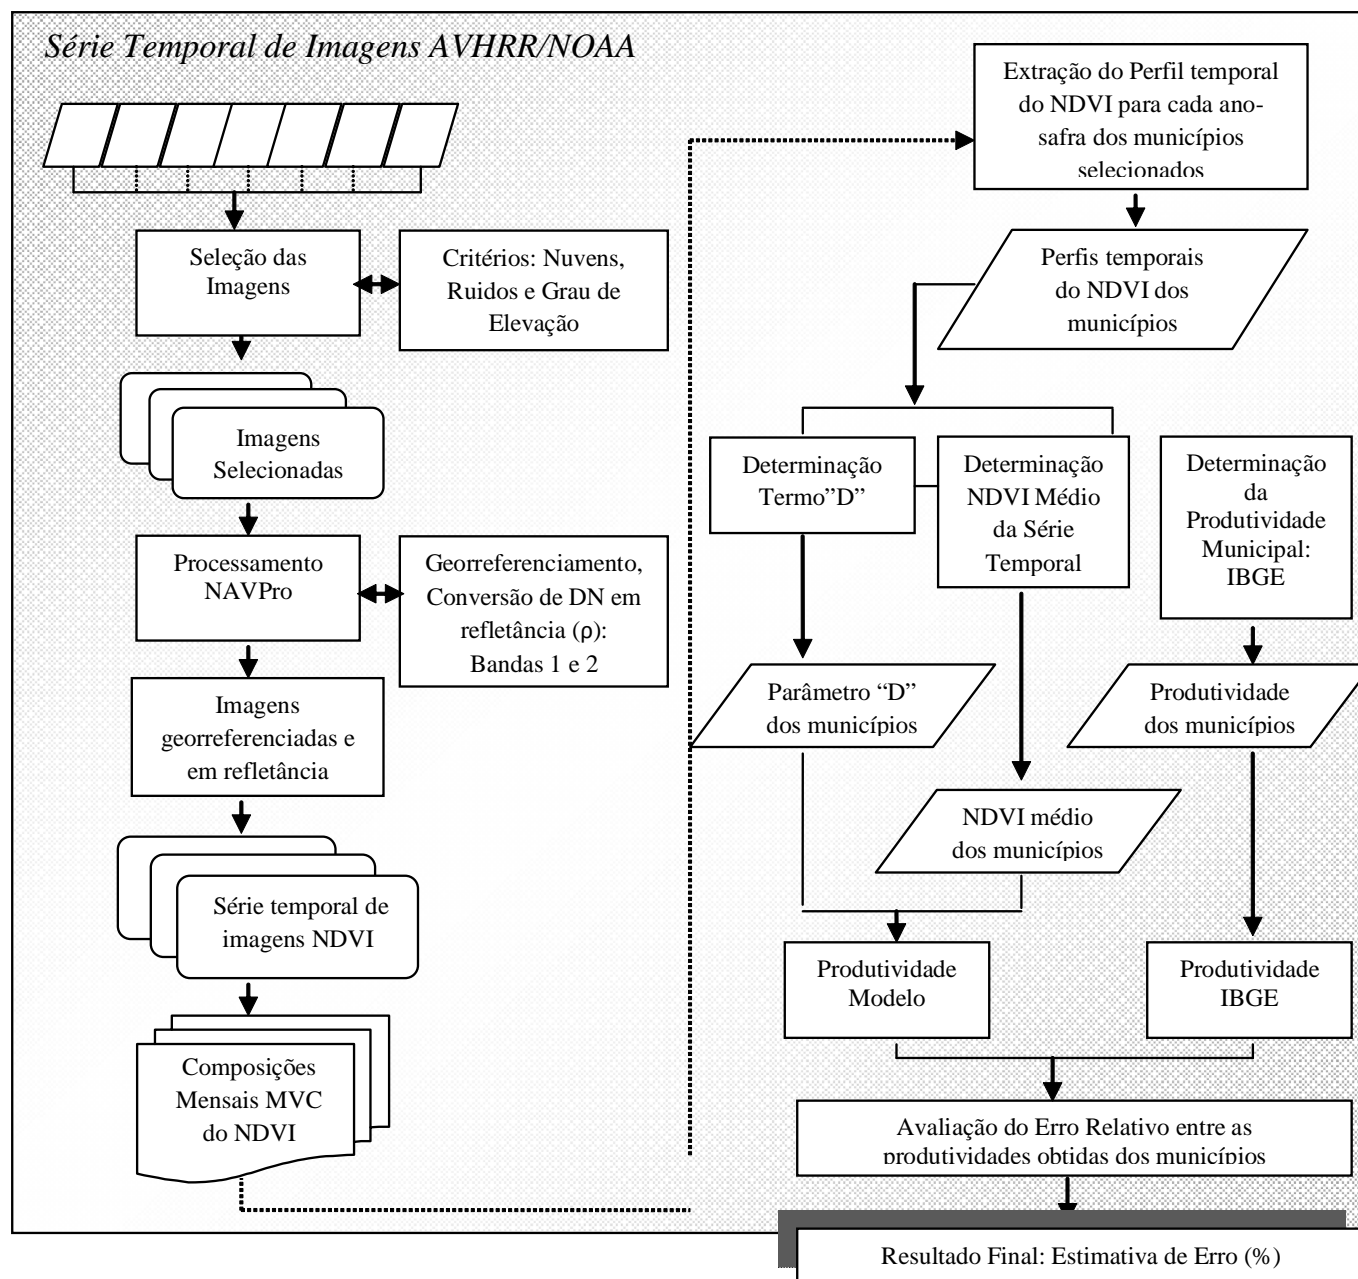 Série Temporal de Imagens AVHRR/NOAA
Seleção das
Imagens
Critérios: Nuvens,
Ruidos e Grau de
Elevação
Imagens
Selecionadas
Processamento
NAVPro
Georreferenciamento,
Conversão de DN em
refletância (ρ):
Bandas 1 e 2
Imagens
georreferenciadas e
em refletância
Série temporal de
imagens NDVI
Composições
Mensais MVC
do NDVI
Extração do Perfil temporal
do NDVI para cada ano-
safra dos municípios
selecionados
Perfis temporais
do NDVI dos
municípios
Determinação
Termo”D”
Determinação
NDVI Médio
da Série
Temporal
Determinação
da
Produtividade
Municipal:
IBGE
Parâmetro “D”
dos municípios
Produtividade
dos municípios
NDVI médio
dos municípios
Produtividade
Modelo
Produtividade
IBGE
Avaliação do Erro Relativo entre as
produtividades obtidas dos municípios
Resultado Final: Estimativa de Erro (%)